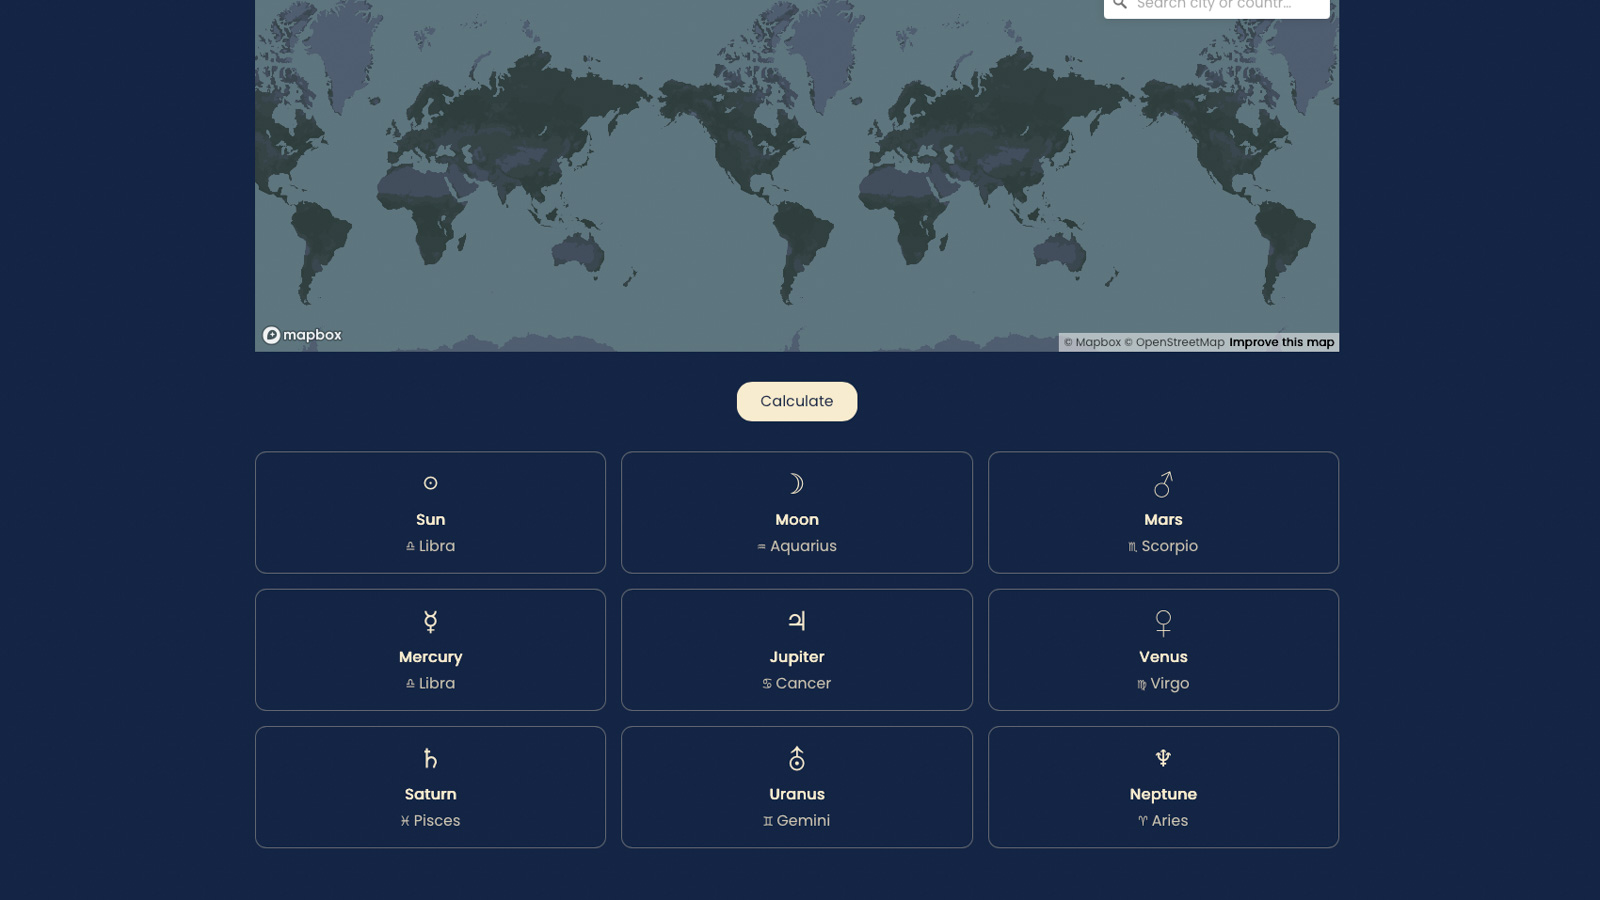 Search city or countr...
mapbox
© Mapbox © OpenStreetMap Improve this map
Calculate
☉
Sun
♎ Libra
☽
Moon
♒ Aquarius
♂
Mars
♏ Scorpio
☿
Mercury
♎ Libra
♃
Jupiter
♋ Cancer
♀
Venus
♍ Virgo
♄
Saturn
♓ Pisces
⛢
Uranus
♊ Gemini
♆
Neptune
♈ Aries